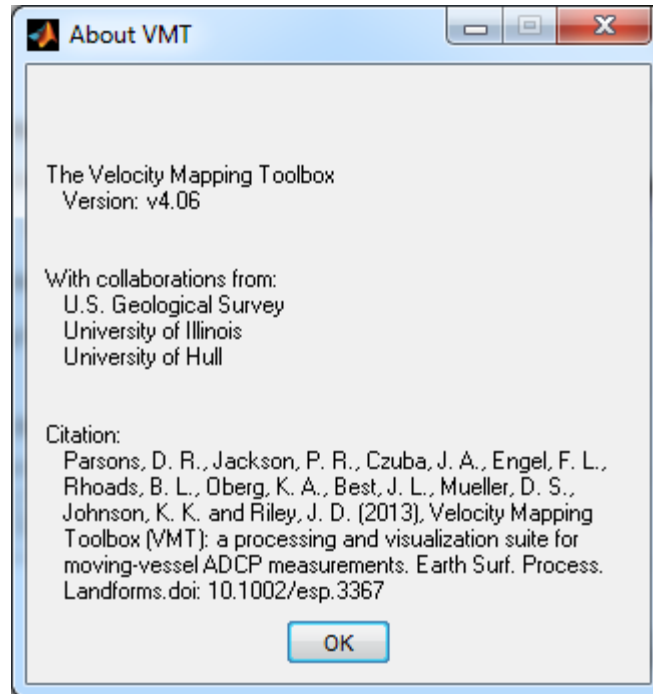 About VMT
The Velocity Mapping Toolbox
Version: v4.06
With collaborations from:
U.S. Geological Survey
University of Illinois
University of Hull
Citation:
Parsons, D. R., Jackson, P. R., Czuba, J. A., Engel, F. L.,
Rhoads, B. L., Oberg, K. A., Best, J. L., Mueller, D. S.,
Johnson, K. K. and Riley, J. D. (2013), Velocity Mapping
Toolbox (VMT): a processing and visualization suite for
moving-vessel ADCP measurements. Earth Surf. Process.
Landforms.doi: 10.1002/esp.3367
OK